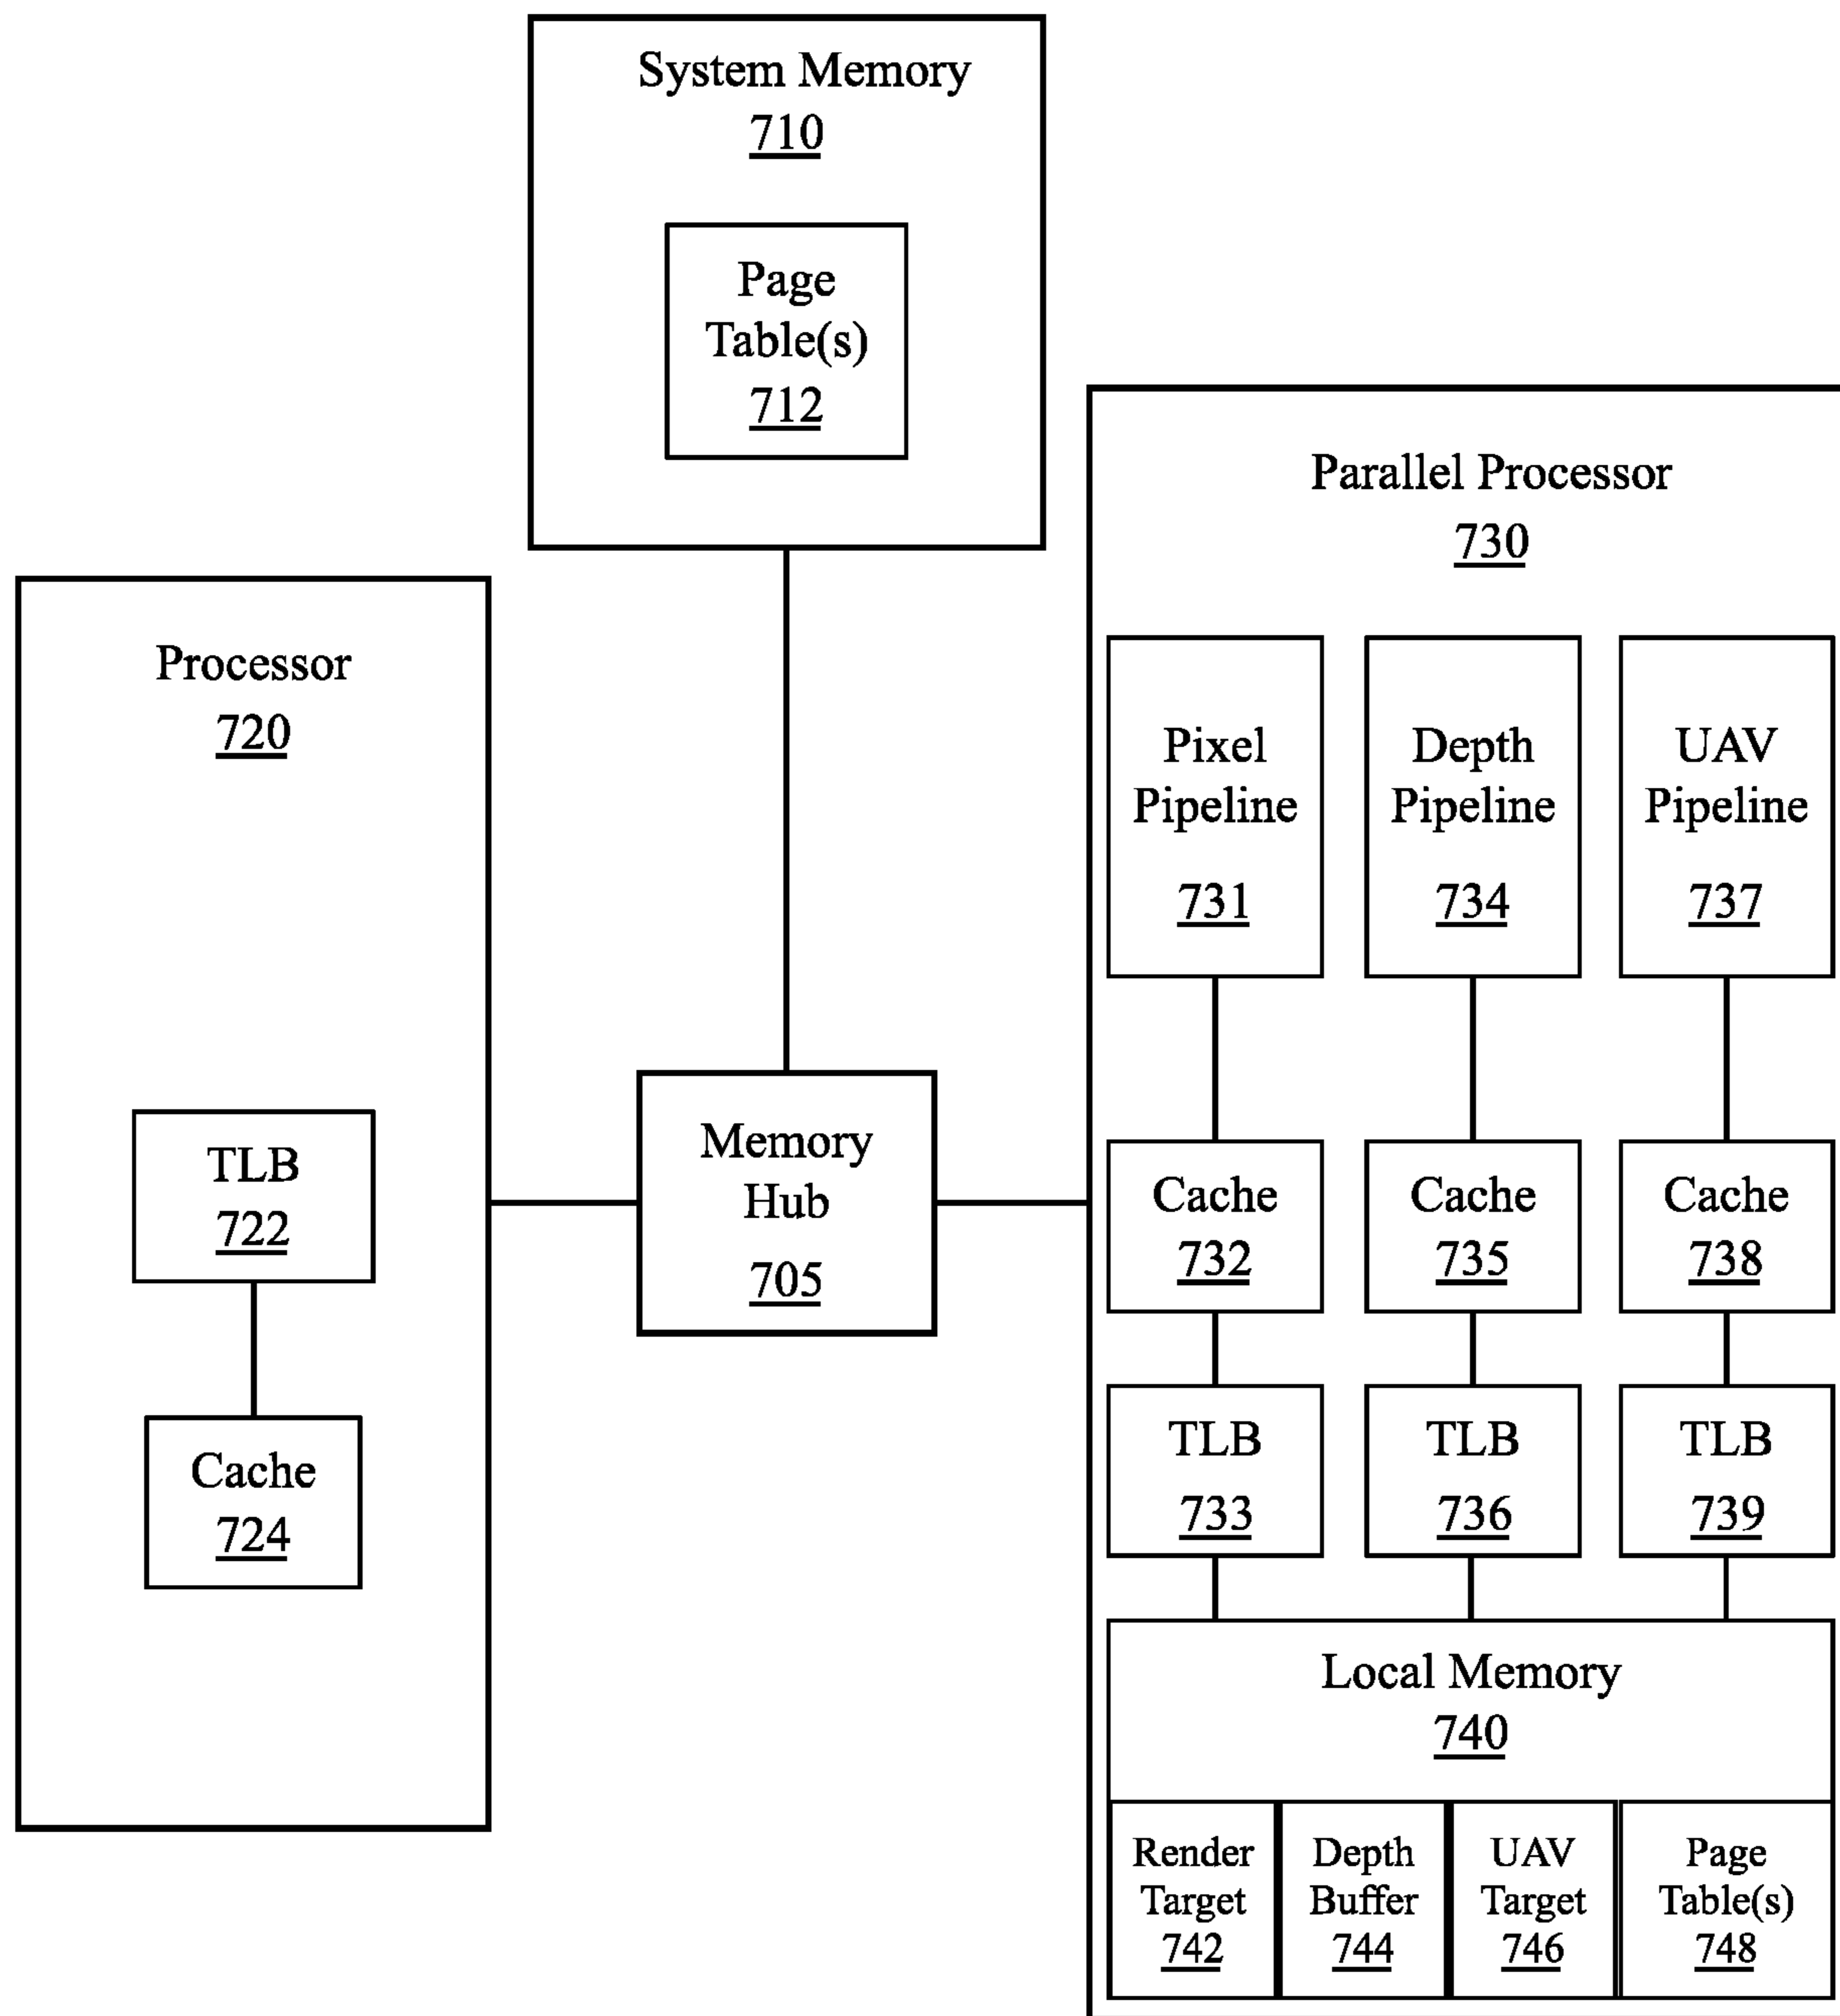 System Memory
710
Page
Table(s)
712
Processor
720
TLB
722
Cache
724
Memory
Hub
705
Parallel Processor
730
Pixel
Pipeline
731
Depth
Pipeline
734
UAV
Pipeline
737
Cache
732
Cache
735
Cache
738
TLB
733
TLB
736
TLB
739
Local Memory
740
Render
Target
742
Depth
Buffer
744
UAV
Target
746
Page
Table(s)
748